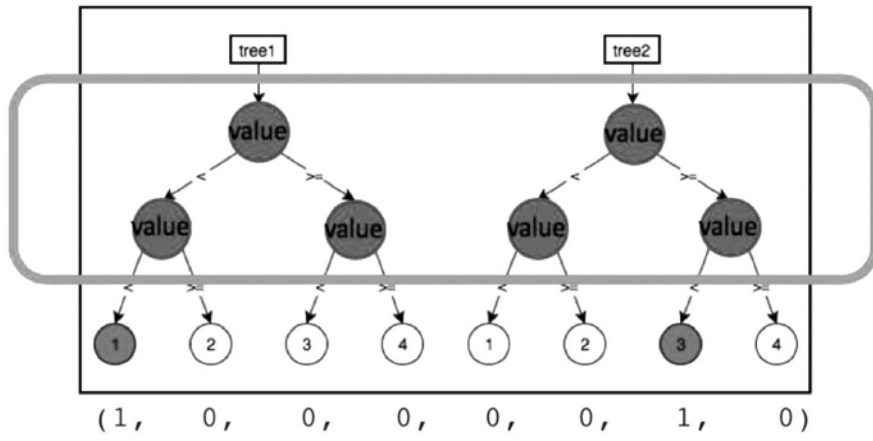 tree1 tree2
value value
< >= < >=
value value value value
< >= < >= < >= < >=
1 2 3 4 1 2 3 4
(1, 0, 0, 0, 0, 0, 1, 0)